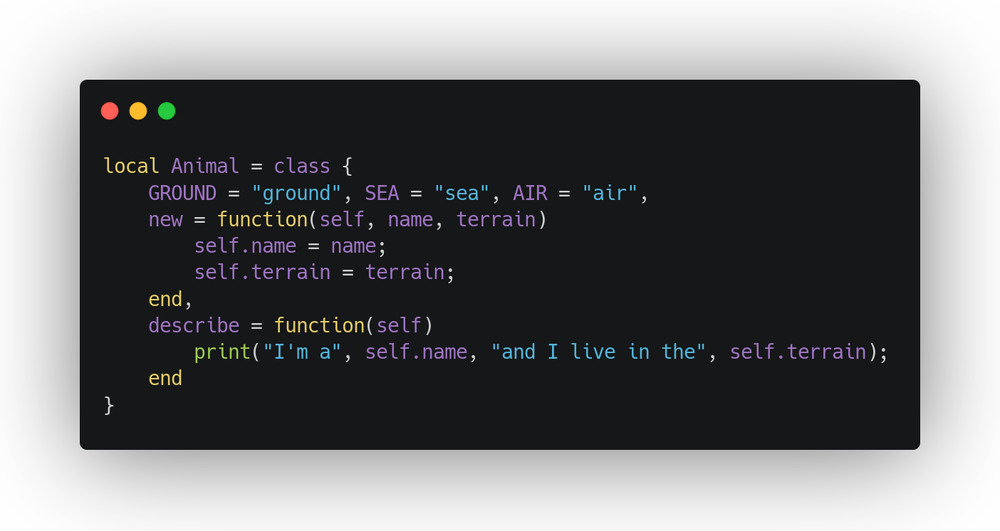 local Animal = class {
    GROUND = "ground", SEA = "sea", AIR = "air",
    new = function(self, name, terrain)
        self.name = name;
        self.terrain = terrain;
    end,
    describe = function(self)
        print("I'm a", self.name, "and I live in the", self.terrain);
    end
}